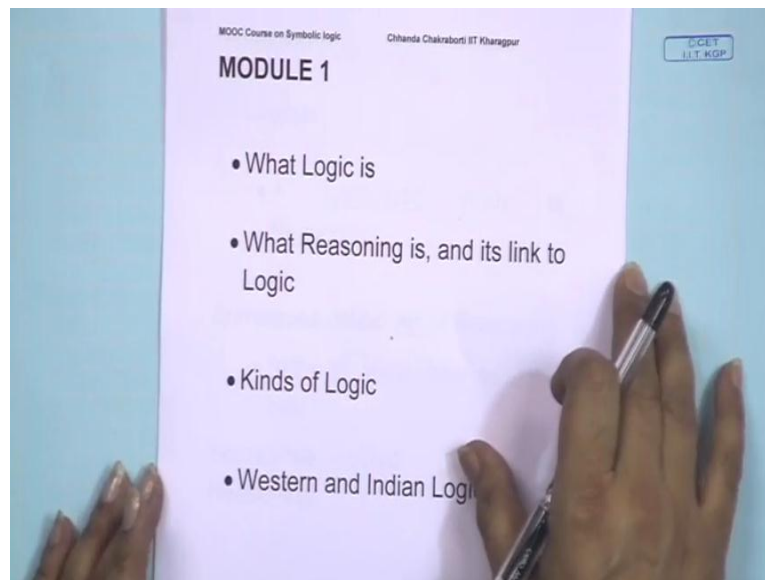 MOOC Course on Symbolic logic Chhanda Chakraborti IIT Kharagpur
DCET
I.I.T. KGP
MODULE 1
• What Logic is
• What Reasoning is, and its link to
Logic
• Kinds of Logic
• Western and Indian Logi